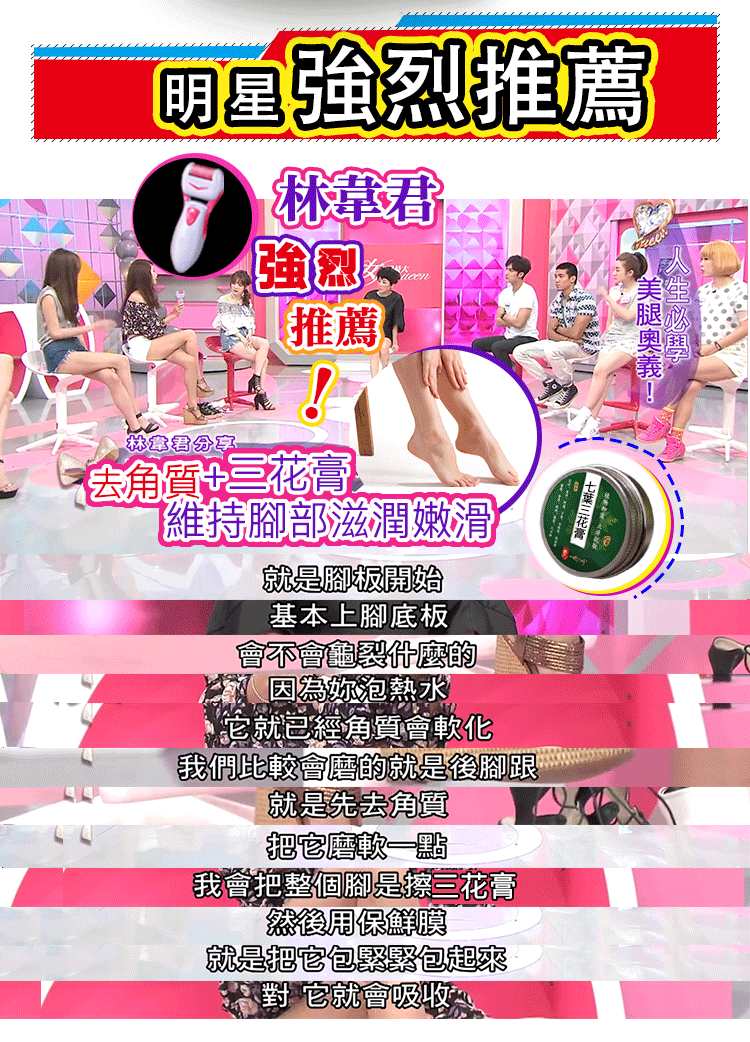 明星強烈推薦
林葦君
強烈
推薦
!
人生必學
美腿奧義!
林葦君分享
去角質+三花膏
維持腳部滋潤嫩滑
七葉三花膏
就是腳板開始
基本上腳底板
會不會龜裂什麼的
因為妳泡熱水
它就已經角質會軟化
我們比較會磨的就是後腳跟
就是先去角質
把它磨軟一點
我會把整個腳是擦三花膏
然後用保鮮膜
就是把它包緊緊包起來
對 它就會吸收